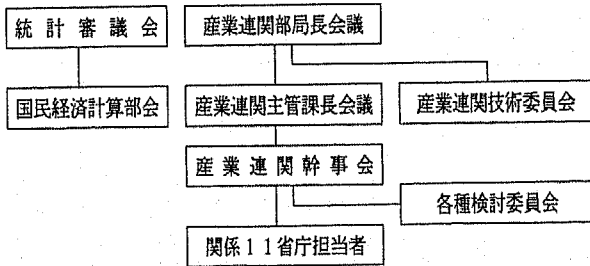 統計審議会
産業連関部局長会議
国民経済計算部会
産業連関主管課長会議
産業連関技術委員会
産業連関幹事会
各種検討委員会
関係11省庁担当者